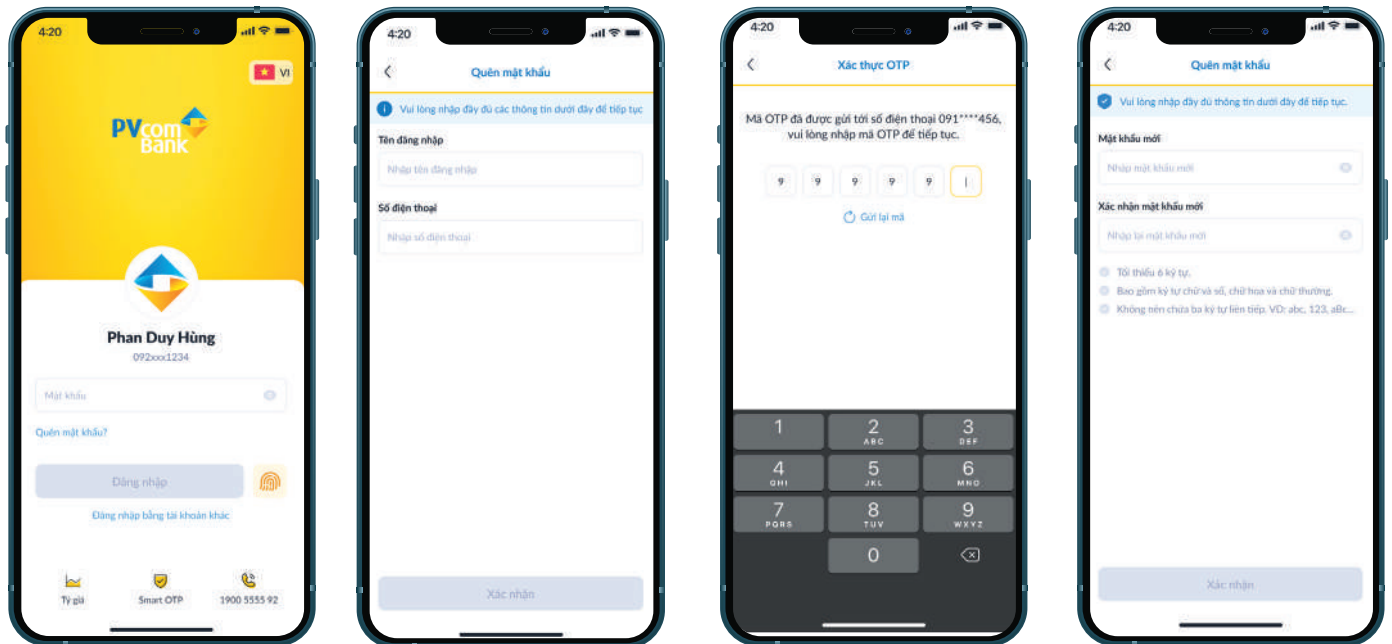 4:20
VI
PVcom
Bank
Phan Duy Hùng
092xxx1234
Mật khẩu
Quên mật khẩu?
Đăng nhập
Đăng nhập bằng tài khoản khác
Tỷ giá
Smart OTP
1900 5555 92
4:20
Quên mật khẩu
Vui lòng nhập đầy đủ các thông tin dưới đây để tiếp tục
Tên đăng nhập
Nhập tên đăng nhập
Số điện thoại
Nhập số điện thoại
Xác nhận
4:20
Xác thực OTP
Mã OTP đã được gửi tới số điện thoại 091****456,
vui lòng nhập mã OTP để tiếp tục.
9 9 9 9 9
Gửi lại mã
1 2 3
ABC DEF
4 5 6
GHI JKL MNO
7 8 9
PQRS TUV WXYZ
0
4:20
Quên mật khẩu
Vui lòng nhập đầy đủ thông tin dưới đây để tiếp tục.
Mật khẩu mới
Nhập mật khẩu mới
Xác nhận mật khẩu mới
Nhập lại mật khẩu mới
Tối thiểu 6 ký tự.
Bao gồm ký tự chữ và số, chữ hoa và chữ thường.
Không nên chứa ba ký tự liên tiếp. VD: abc, 123, aBc...
Xác nhận